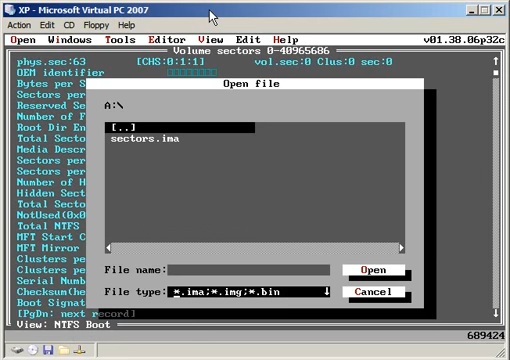 XP - Microsoft Virtual PC 2007
Action Edit CD Floppy Help
Open Windows Tools Editor View Edit Help v01.38.06p32c
Volume sectors 0-40965686
phys.sec:63 [CHS:0:1:1] vol.sec:0 Clus:0 sec:0
OEM identifier
Bytes per S
Open file
Sectors per
A:\
Reserved Se
Number of F
[..]
Root Dir En
sectors.ima
Total Secto
Media Descr
Sectors per
Sectors per
Number of H
Hidden Sect
Total Secto
NotUsed(0x0
Total NTFS
MFT Start C
MFT Mirror
Clusters pe
File name: Open
Clusters pe
Serial Numb
File type: *.ima;*.img;*.bin Cancel
Checksum(he
Boot Signat
[PgDn: next record]
View: NTFS Boot
689424